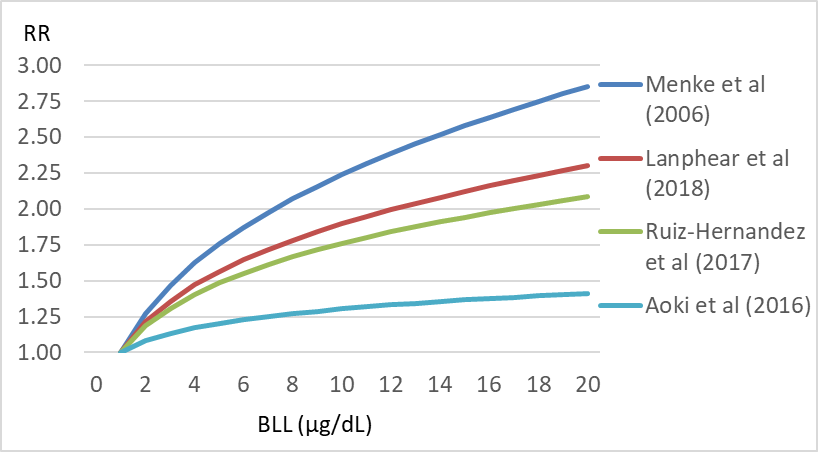 RR
3.00
2.75
2.50
2.25
2.00
1.75
1.50
1.25
1.00
0 2 4 6 8 10 12 14 16 18 20
BLL (µg/dL)
Menke et al
(2006)
Lanphear et al
(2018)
Ruiz-Hernandez
et al (2017)
Aoki et al (2016)